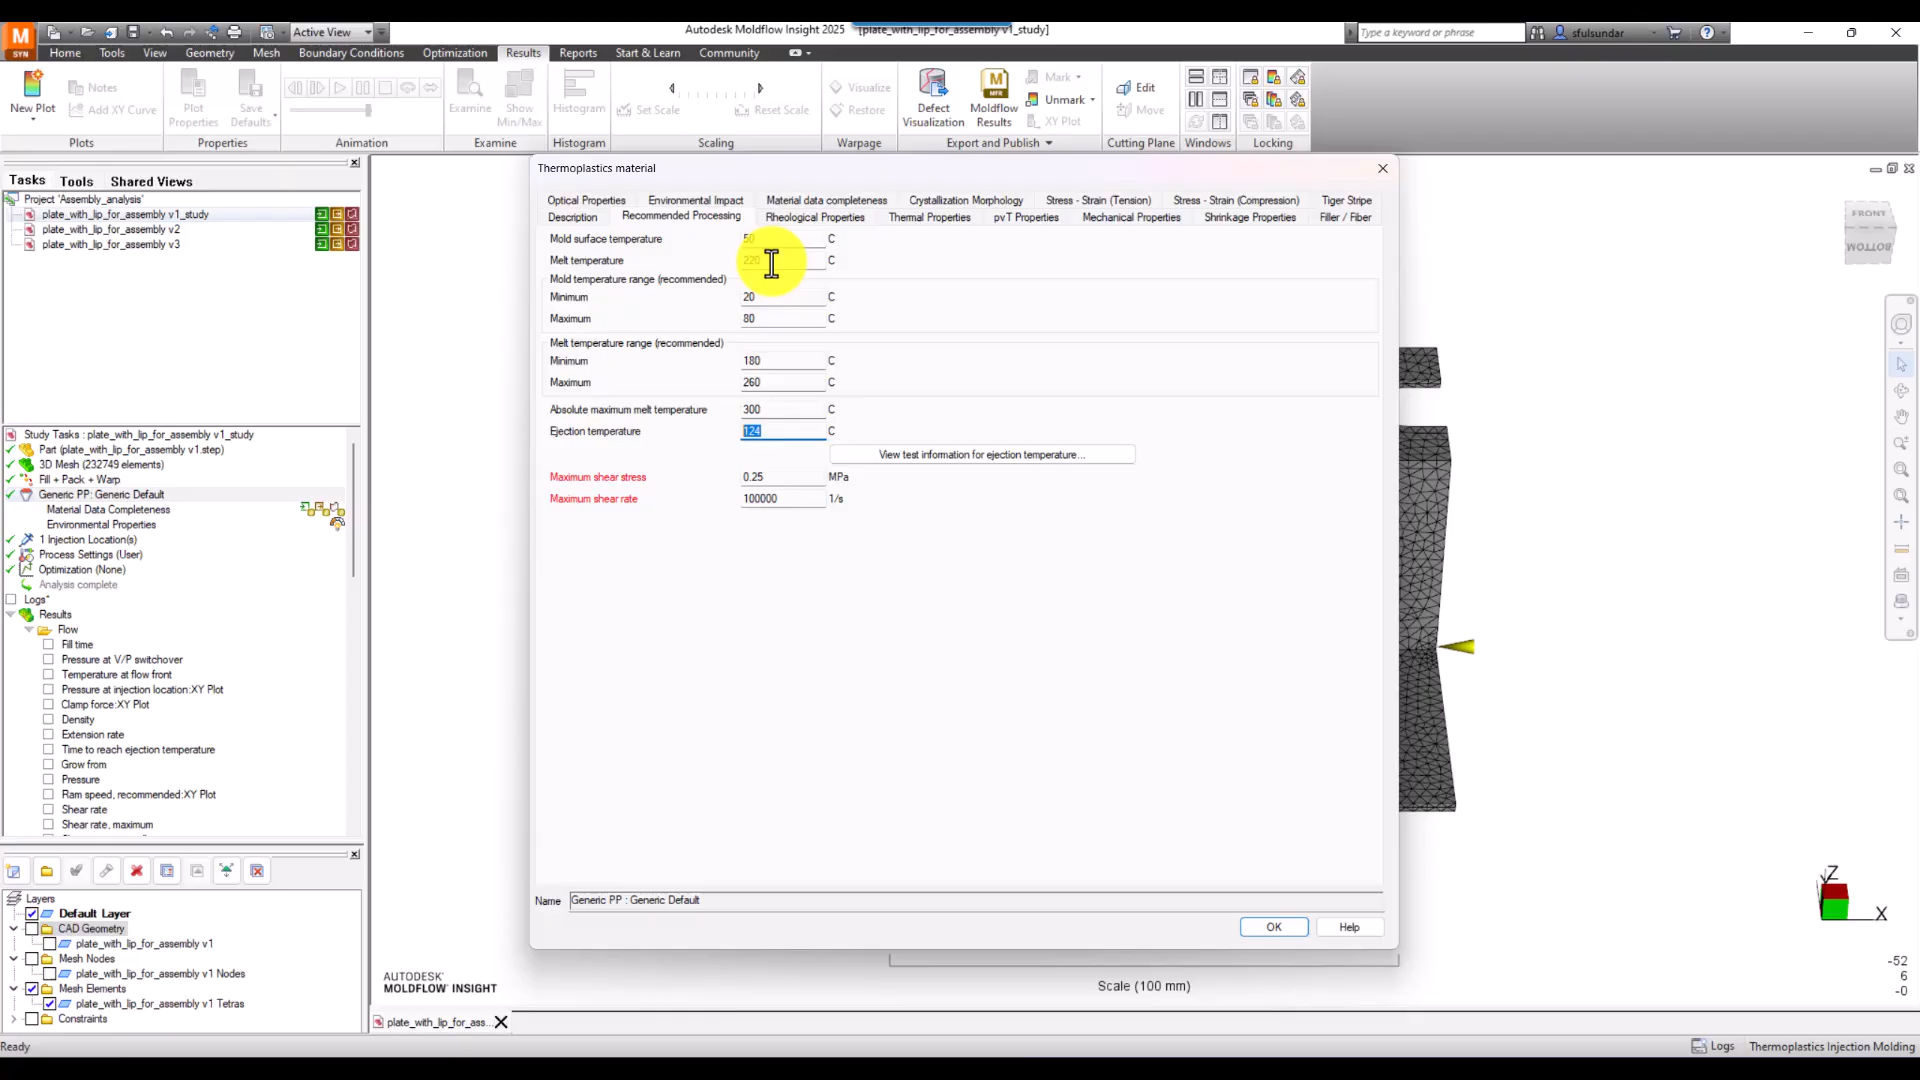 M
SYN
Active View
Autodesk Moldflow Insight 2025 [plate_with_lip_for_assembly v1_study]
Type a keyword or phrase
sfulsundar
Home Tools View Geometry Mesh Boundary Conditions Optimization Results Reports Start & Learn Community
New Plot
Notes
Add XY Curve
Plot Properties
Save Defaults
Examine
Show Min/Max
Histogram
Set Scale
Reset Scale
Visualize
Restore
Defect Visualization
Moldflow Results
Mark
Unmark
XY Plot
Edit
Move
Plots Properties Animation Examine Histogram Scaling Warpage Export and Publish Cutting Plane Windows Locking
Tasks Tools Shared Views
Project 'Assembly_analysis'
plate_with_lip_for_assembly v1_study
plate_with_lip_for_assembly v2
plate_with_lip_for_assembly v3
Study Tasks : plate_with_lip_for_assembly v1_study
Part (plate_with_lip_for_assembly v1.step)
3D Mesh (232749 elements)
Fill + Pack + Warp
Generic PP: Generic Default
Material Data Completeness
Environmental Properties
1 Injection Location(s)
Process Settings (User)
Optimization (None)
Analysis complete
Logs*
Results
Flow
Fill time
Pressure at V/P switchover
Temperature at flow front
Pressure at injection location:XY Plot
Clamp force:XY Plot
Density
Extension rate
Time to reach ejection temperature
Grow from
Pressure
Ram speed, recommended:XY Plot
Shear rate
Shear rate, maximum
Layers
Default Layer
CAD Geometry
plate_with_lip_for_assembly v1
Mesh Nodes
plate_with_lip_for_assembly v1 Nodes
Mesh Elements
plate_with_lip_for_assembly v1 Tetras
Constraints
Thermoplastics material
Optical Properties Environmental Impact Material data completeness Crystallization Morphology Stress - Strain (Tension) Stress - Strain (Compression) Tiger Stripe
Description Recommended Processing Rheological Properties Thermal Properties pvT Properties Mechanical Properties Shrinkage Properties Filler / Fiber
Mold surface temperature 50 C
Melt temperature 220 C
Mold temperature range (recommended)
Minimum 20 C
Maximum 80 C
Melt temperature range (recommended)
Minimum 180 C
Maximum 260 C
Absolute maximum melt temperature 300 C
Ejection temperature 124 C
View test information for ejection temperature...
Maximum shear stress 0.25 MPa
Maximum shear rate 100000 1/s
Name Generic PP : Generic Default
OK Help
FRONT
BOTTOM
Z
X
-52
6
-0
AUTODESK
MOLDFLOW INSIGHT
Scale (100 mm)
plate_with_lip_for_ass...
Ready
Logs Thermoplastics Injection Molding